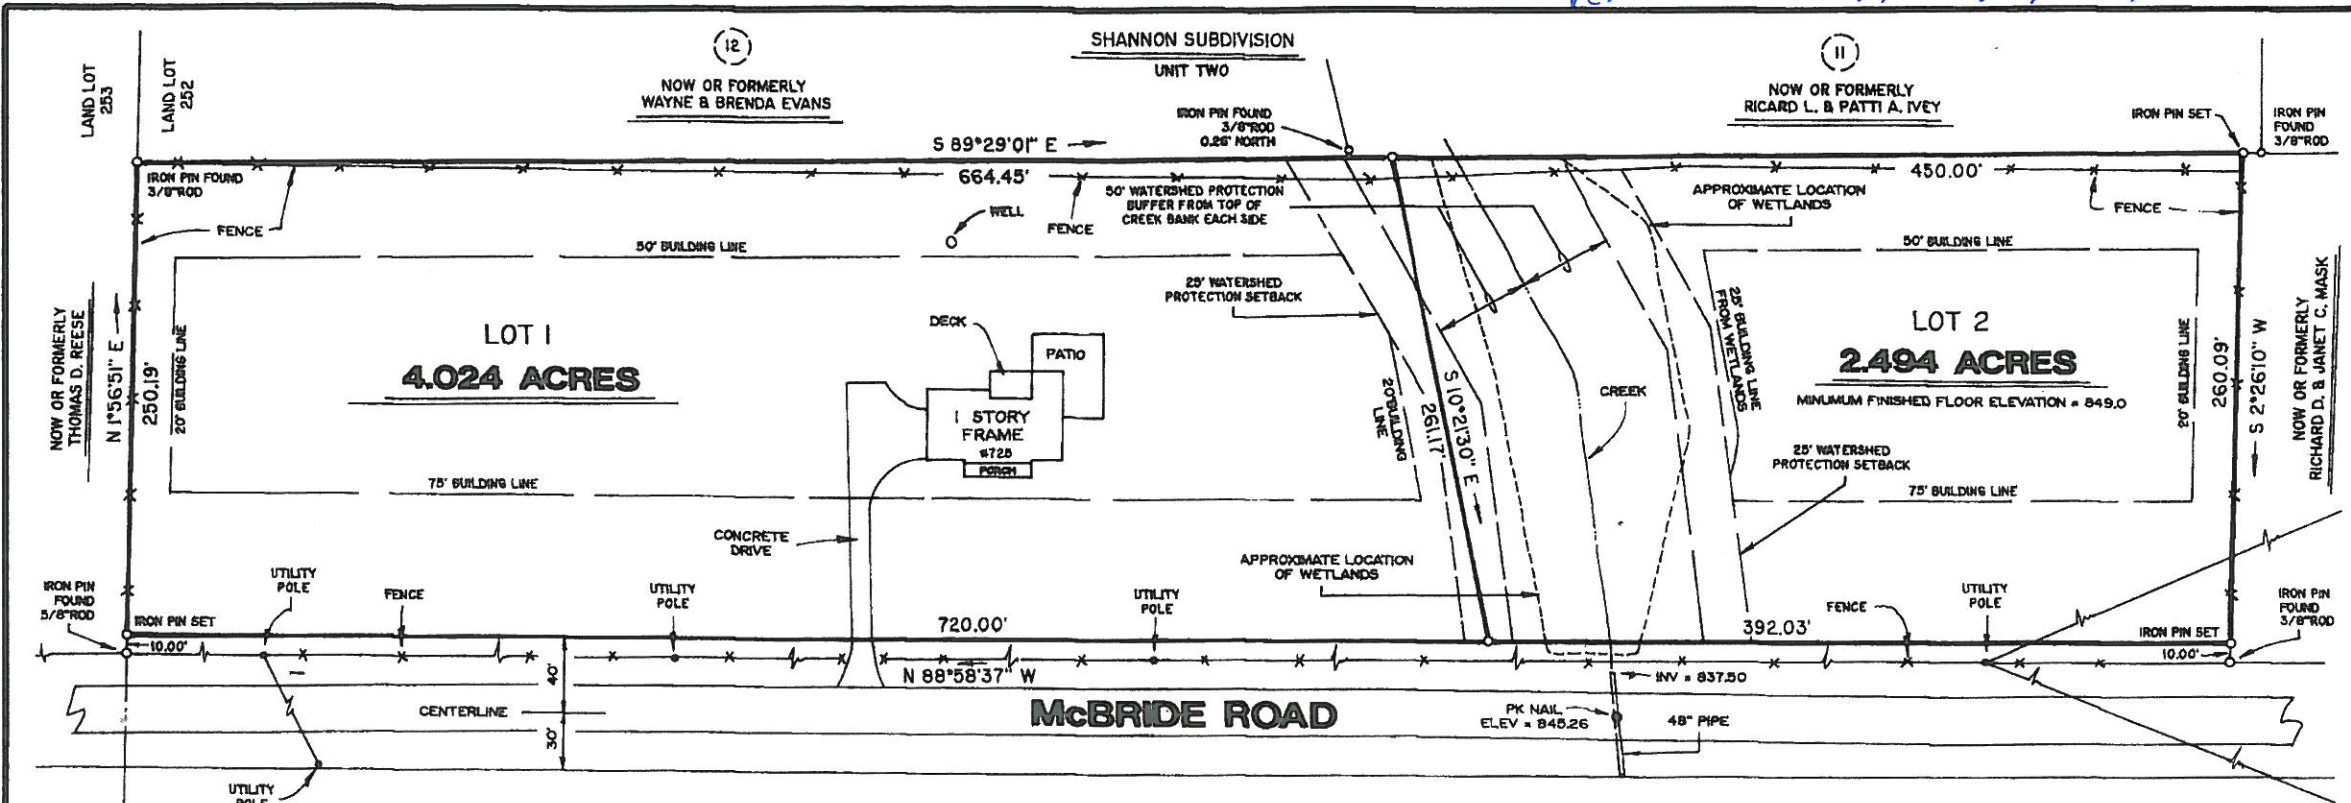 SHANNON SUBDIVISION
UNIT TWO
LAND LOT
253
LAND LOT
252
12
NOW OR FORMERLY
WAYNE & BRENDA EVANS
11
NOW OR FORMERLY
RICARD L. & PATTI A. IVEY
IRON PIN FOUND
3/8"ROD
0.26' NORTH
IRON PIN SET
IRON PIN
FOUND
3/8"ROD
S 89°29'01" E
664.45'
450.00'
IRON PIN FOUND
3/8"ROD
FENCE
WELL
FENCE
50' WATERSHED PROTECTION
BUFFER FROM TOP OF
CREEK BANK EACH SIDE
APPROXIMATE LOCATION
OF WETLANDS
FENCE
50' BUILDING LINE
50' BUILDING LINE
25' WATERSHED
PROTECTION SETBACK
25' BUILDING LINE
FROM WETLANDS
NOW OR FORMERLY
THOMAS D. REESE
N 1°56'51" E
250.19'
20' BUILDING LINE
LOT 1
4.024 ACRES
DECK
PATIO
1 STORY
FRAME
#725
PORCH
20' BUILDING
LINE
S 10°21'30" E
261.17'
CREEK
LOT 2
2.494 ACRES
MINUMUM FINISHED FLOOR ELEVATION = 849.0
20' BUILDING LINE
260.09'
S 2°26'10" W
NOW OR FORMERLY
RICHARD D. & JANET C. MASK
25' WATERSHED
PROTECTION SETBACK
75' BUILDING LINE
75' BUILDING LINE
CONCRETE
DRIVE
APPROXIMATE LOCATION
OF WETLANDS
IRON PIN
FOUND
5/8"ROD
IRON PIN SET
10.00'
UTILITY
POLE
FENCE
UTILITY
POLE
UTILITY
POLE
720.00'
392.03'
FENCE
UTILITY
POLE
IRON PIN SET
10.00'
IRON PIN
FOUND
3/8"ROD
N 88°58'37" W
INV = 837.50
40'
30'
CENTERLINE
McBRIDE ROAD
PK NAIL
ELEV = 845.26
48" PIPE
UTILITY
POLE